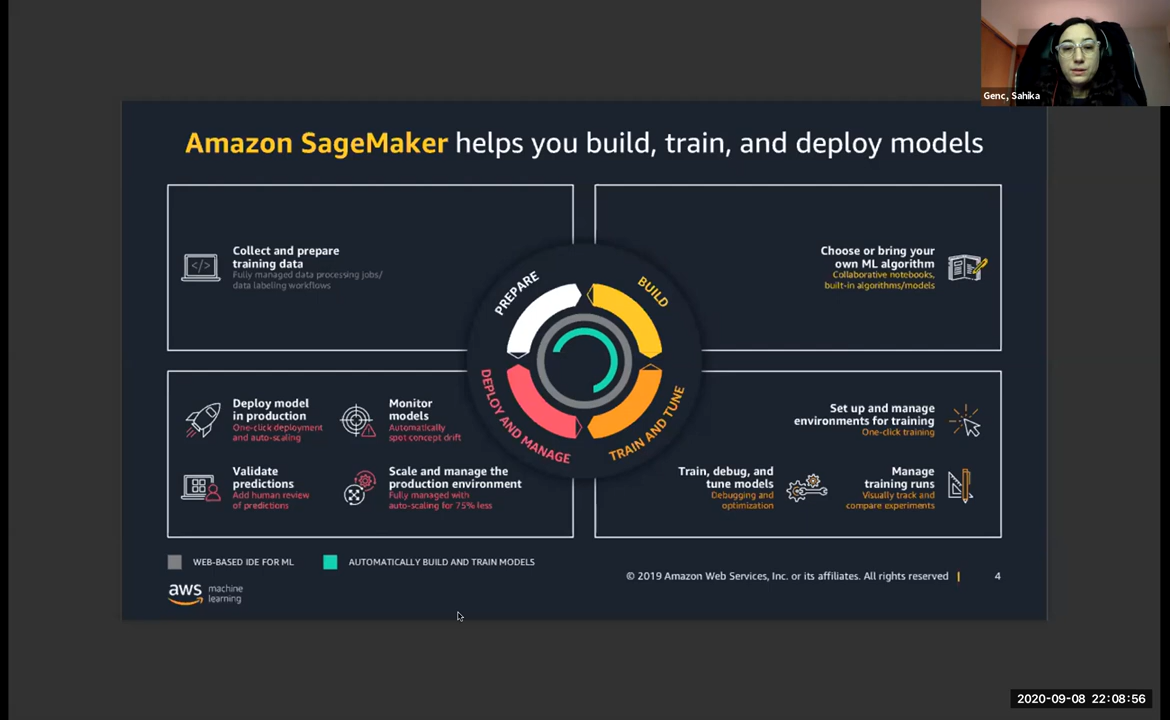 Genc, Sahika
Amazon SageMaker helps you build, train, and deploy models
Collect and prepare
training data
Fully managed data processing jobs/
data labeling workflows
Choose or bring your
own ML algorithm
Collaborative notebooks,
built-in algorithms/models
PREPARE
BUILD
DEPLOY AND MANAGE
TRAIN AND TUNE
Deploy model
in production
One-click deployment
and auto-scaling
Monitor
models
Automatically
spot concept drift
Validate
predictions
Add human review
of predictions
Scale and manage the
production environment
Fully managed with
auto-scaling for 75% less
Set up and manage
environments for training
One-click training
Train, debug, and
tune models
Debugging and
optimization
Manage
training runs
Visually track and
compare experiments
WEB-BASED IDE FOR ML
AUTOMATICALLY BUILD AND TRAIN MODELS
aws machine
learning
© 2019 Amazon Web Services, Inc. or its affiliates. All rights reserved | 4
2020-09-08 22:08:56